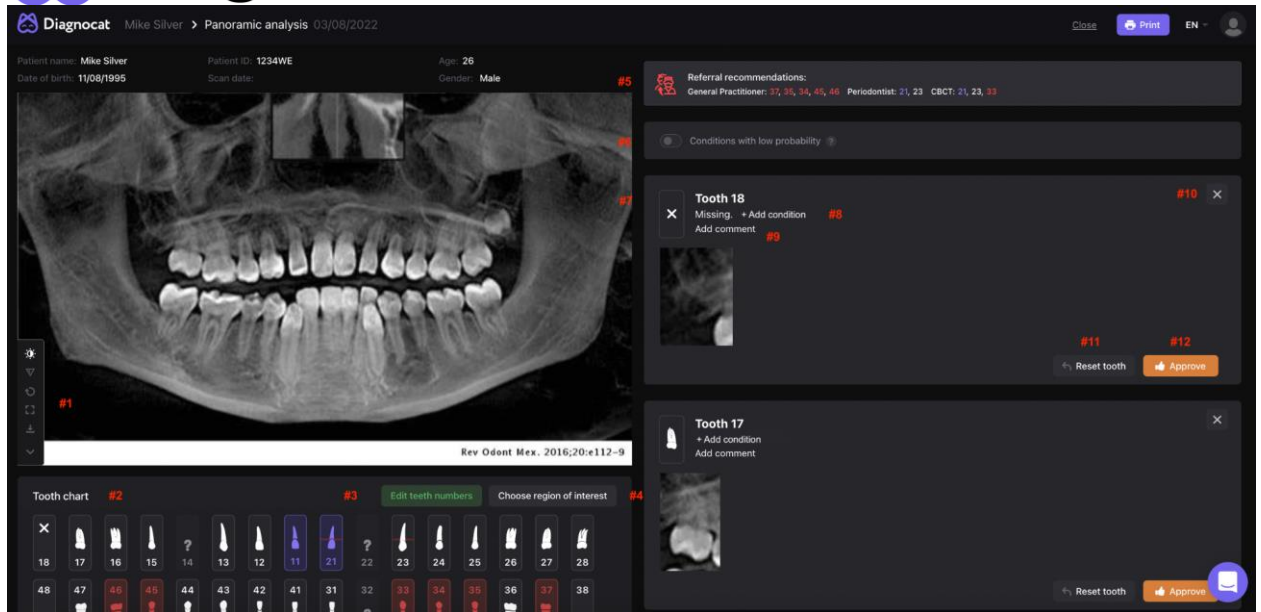 Diagnocat Mike Silver > Panoramic analysis 03/08/2022
Close Print EN
Patient name: Mike Silver Patient ID: 1234WE Age: 26
Date of birth: 11/08/1995 Scan date: Gender: Male
#5
#6
#7
#1
Rev Odont Mex. 2016;20:e112-9
Tooth chart #2 #3 Edit teeth numbers Choose region of interest #4
? ?
18 17 16 15 14 13 12 11 21 22 23 24 25 26 27 28
48 47 46 45 44 43 42 41 31 32 33 34 35 36 37 38
Referral recommendations:
General Practitioner: 37, 35, 34, 45, 46 Periodontist: 21, 23 CBCT: 21, 23, 33
Conditions with low probability ?
Tooth 18 #10
Missing. + Add condition #8
Add comment #9
#11 #12
Reset tooth Approve
Tooth 17
+ Add condition
Add comment
Reset tooth Approve